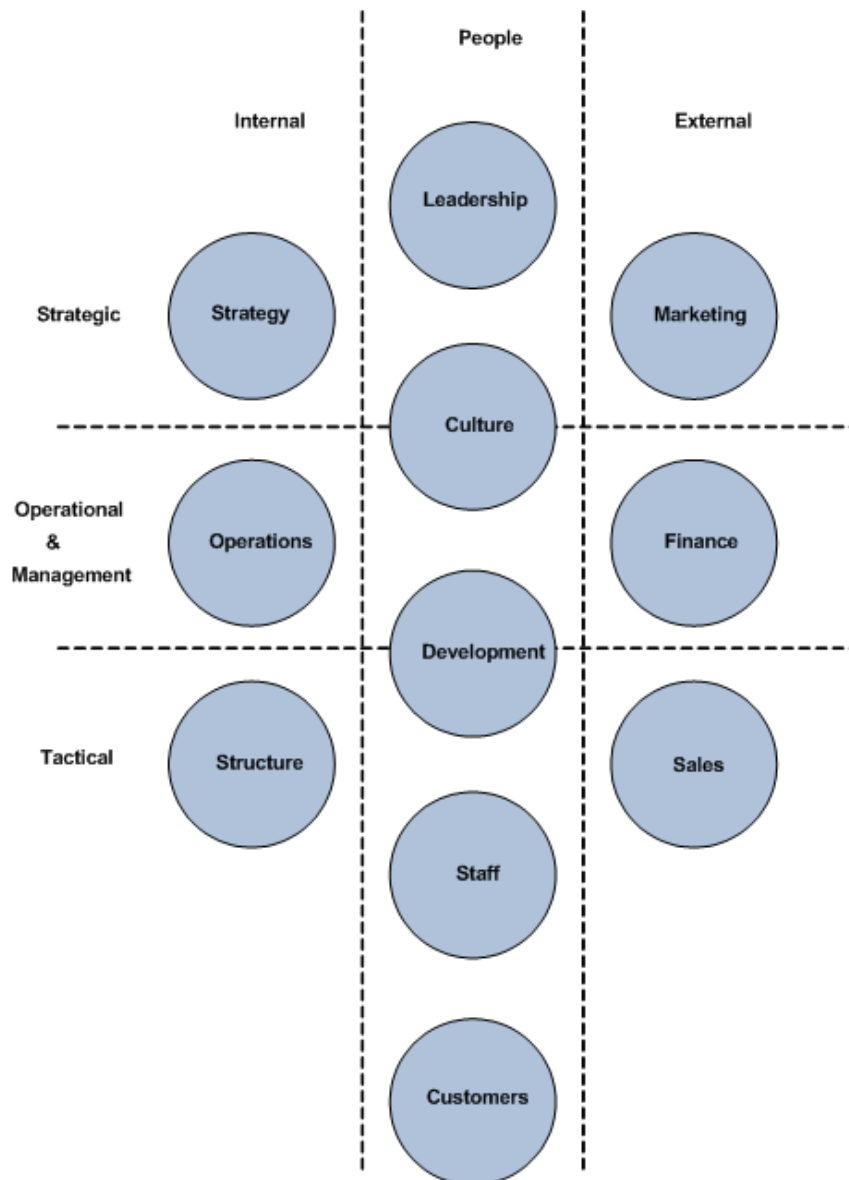 People
Internal
External
Leadership
Strategic
Strategy
Marketing
Culture
Operational
&
Management
Operations
Finance
Development
Tactical
Structure
Sales
Staff
Customers